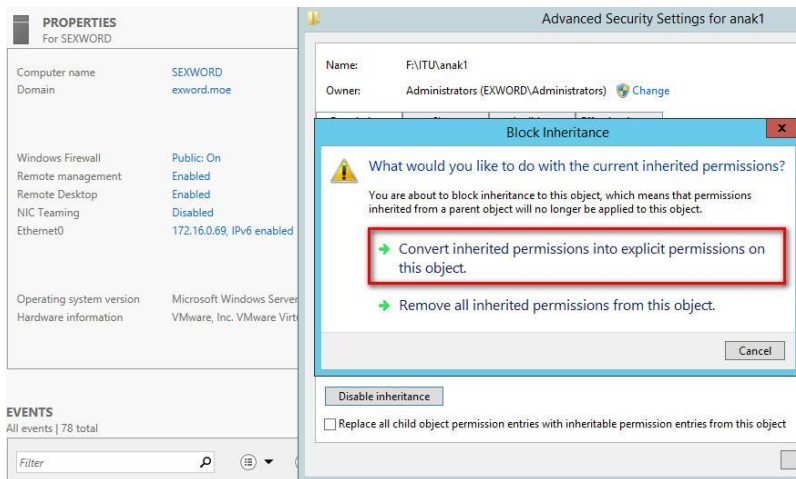 PROPERTIES
For SEXWORD
Computer name SEXWORD
Domain exword.moe
Windows Firewall Public: On
Remote management Enabled
Remote Desktop Enabled
NIC Teaming Disabled
Ethernet0 172.16.0.69, IPv6 enabled
Operating system version Microsoft Windows Server
Hardware information VMware, Inc. VMware Virt
EVENTS
All events | 78 total
Filter
Advanced Security Settings for anak1
Name: F:\ITU\anak1
Owner: Administrators (EXWORD\Administrators) Change
Block Inheritance
x
What would you like to do with the current inherited permissions?
You are about to block inheritance to this object, which means that permissions
inherited from a parent object will no longer be applied to this object.
Convert inherited permissions into explicit permissions on
this object.
Remove all inherited permissions from this object.
Cancel
Disable inheritance
Replace all child object permission entries with inheritable permission entries from this object